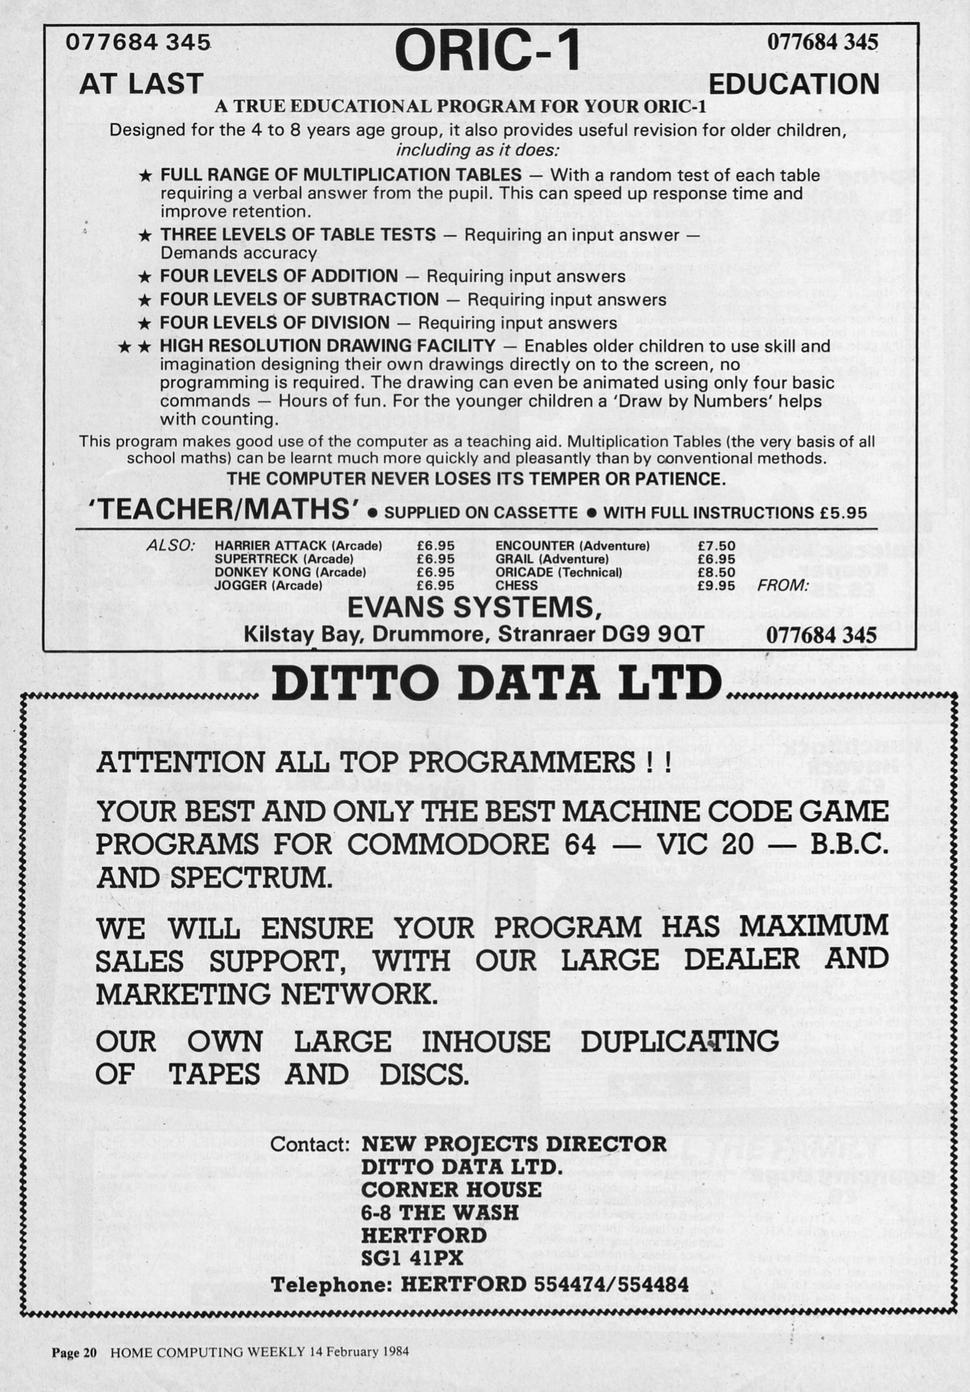 077684 345
ORIC-1
077684 345
AT LAST
EDUCATION
A TRUE EDUCATIONAL PROGRAM FOR YOUR ORIC-1
Designed for the 4 to 8 years age group, it also provides useful revision for older children,
including as it does:
★ FULL RANGE OF MULTIPLICATION TABLES — With a random test of each table
requiring a verbal answer from the pupil. This can speed up response time and
improve retention.
★ THREE LEVELS OF TABLE TESTS — Requiring an input answer —
Demands accuracy
★ FOUR LEVELS OF ADDITION — Requiring input answers
★ FOUR LEVELS OF SUBTRACTION — Requiring input answers
★ FOUR LEVELS OF DIVISION — Requiring input answers
★ ★ HIGH RESOLUTION DRAWING FACILITY — Enables older children to use skill and
imagination designing their own drawings directly on to the screen, no
programming is required. The drawing can even be animated using only four basic
commands — Hours of fun. For the younger children a 'Draw by Numbers' helps
with counting.
This program makes good use of the computer as a teaching aid. Multiplication Tables (the very basis of all
school maths) can be learnt much more quickly and pleasantly than by conventional methods.
THE COMPUTER NEVER LOSES ITS TEMPER OR PATIENCE.
'TEACHER/MATHS' ● SUPPLIED ON CASSETTE ● WITH FULL INSTRUCTIONS £5.95
ALSO: HARRIER ATTACK (Arcade) £6.95 ENCOUNTER (Adventure) £7.50
SUPERTRECK (Arcade) £6.95 GRAIL (Adventure) £6.95
DONKEY KONG (Arcade) £6.95 ORICADE (Technical) £8.50
JOGGER (Arcade) £6.95 CHESS £9.95 FROM:
EVANS SYSTEMS,
Kilstay Bay, Drummore, Stranraer DG9 9QT 077684 345
DITTO DATA LTD
ATTENTION ALL TOP PROGRAMMERS ! !
YOUR BEST AND ONLY THE BEST MACHINE CODE GAME
PROGRAMS FOR COMMODORE 64 — VIC 20 — B.B.C.
AND SPECTRUM.
WE WILL ENSURE YOUR PROGRAM HAS MAXIMUM
SALES SUPPORT, WITH OUR LARGE DEALER AND
MARKETING NETWORK.
OUR OWN LARGE INHOUSE DUPLICATING
OF TAPES AND DISCS.
Contact: NEW PROJECTS DIRECTOR
DITTO DATA LTD.
CORNER HOUSE
6-8 THE WASH
HERTFORD
SG1 41PX
Telephone: HERTFORD 554474/554484
Page 20 HOME COMPUTING WEEKLY 14 February 1984